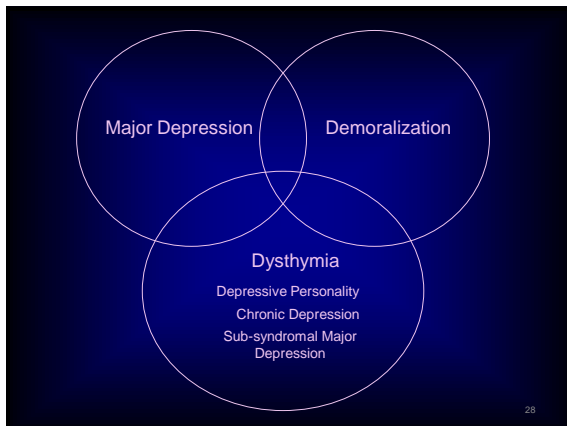 Major Depression
Demoralization
Dysthymia
Depressive Personality
Chronic Depression
Sub-syndromal Major
Depression
28